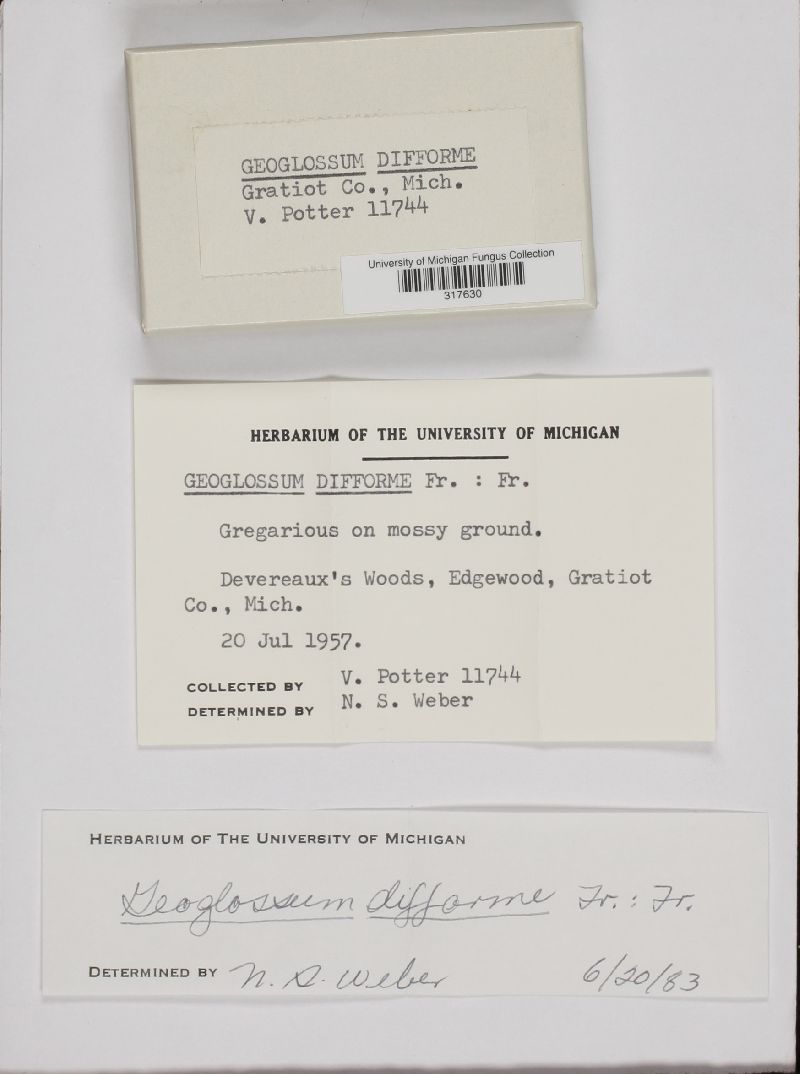 GEOGLOSSUM DIFFORME
Gratiot Co., Mich.
V. Potter 11744
University of Michigan Fungus Collection
317630
HERBARIUM OF THE UNIVERSITY OF MICHIGAN
GEOGLOSSUM DIFFORME Fr. : Fr.
Gregarious on mossy ground.
Devereaux's Woods, Edgewood, Gratiot
Co., Mich.
20 Jul 1957.
COLLECTED BY V. Potter 11744
DETERMINED BY N. S. Weber
HERBARIUM OF THE UNIVERSITY OF MICHIGAN
Geoglossum difforme Fr. : Fr.
DETERMINED BY N. S. Weber 6/20/83